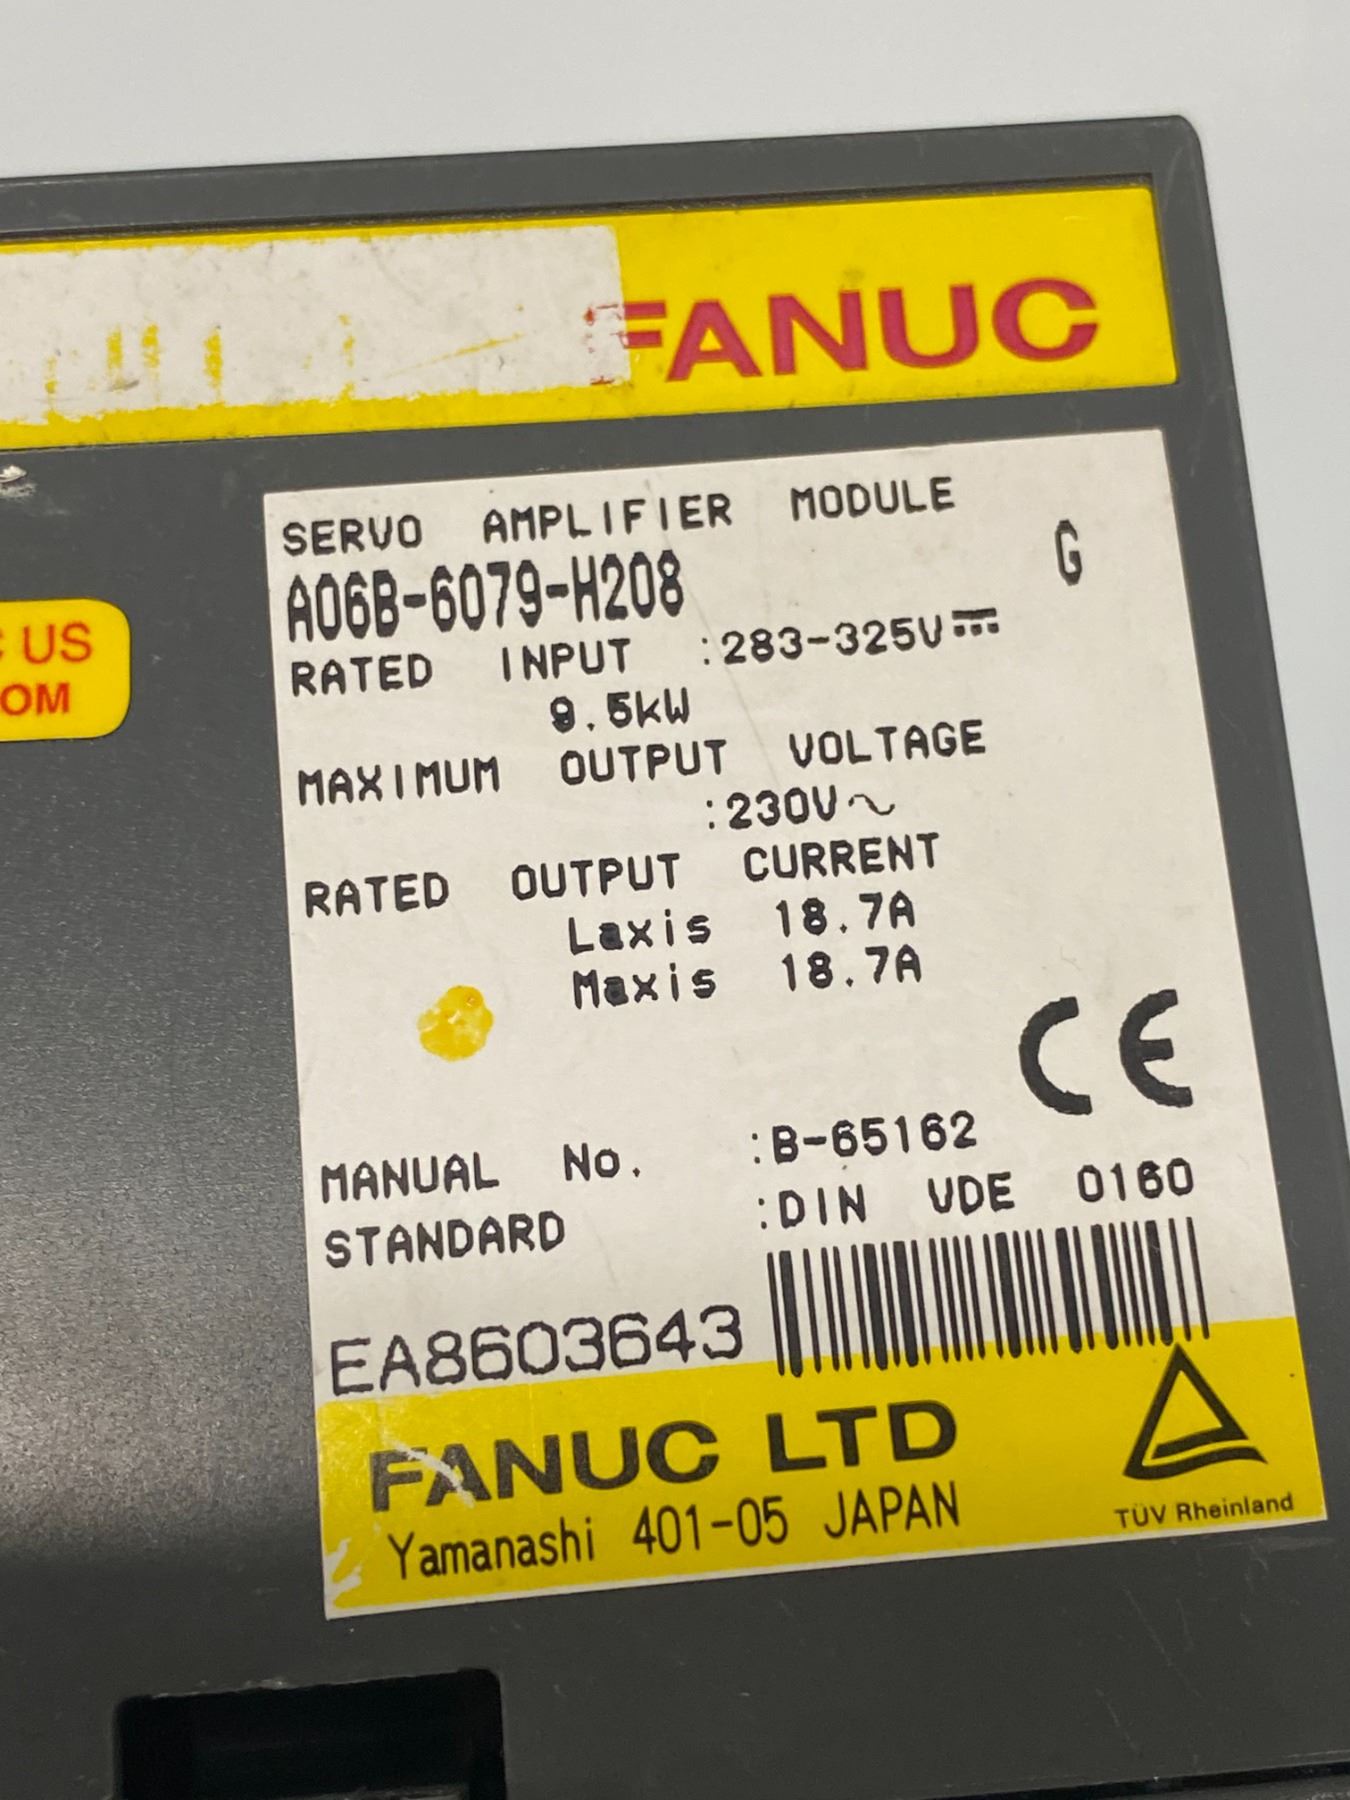 FANUC
US
OM
SERVO AMPLIFIER MODULE
A06B-6079-H208
G
RATED INPUT :283-325V
9.5kW
MAXIMUM OUTPUT VOLTAGE
:230V~
RATED OUTPUT CURRENT
Laxis 18.7A
Maxis 18.7A
CE
MANUAL No. :B-65162
STANDARD :DIN VDE 0160
EA8603643
FANUC LTD
Yamanashi 401-05 JAPAN
TÜV Rheinland